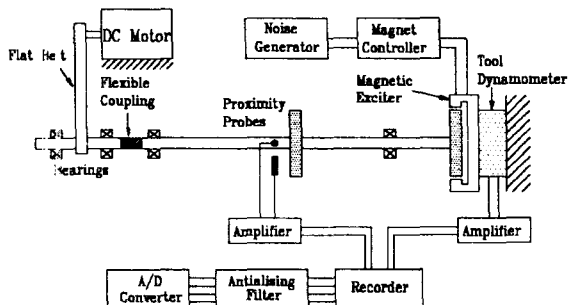 DC Motor
Noise
Generator
Magnet
Controller
Tool
Dynamometer
Flat Belt
Flexible
Coupling
Magnetic
Exciter
Proximity
Probes
Bearings
Amplifier
Amplifier
A/D
Converter
Antialising
Filter
Recorder